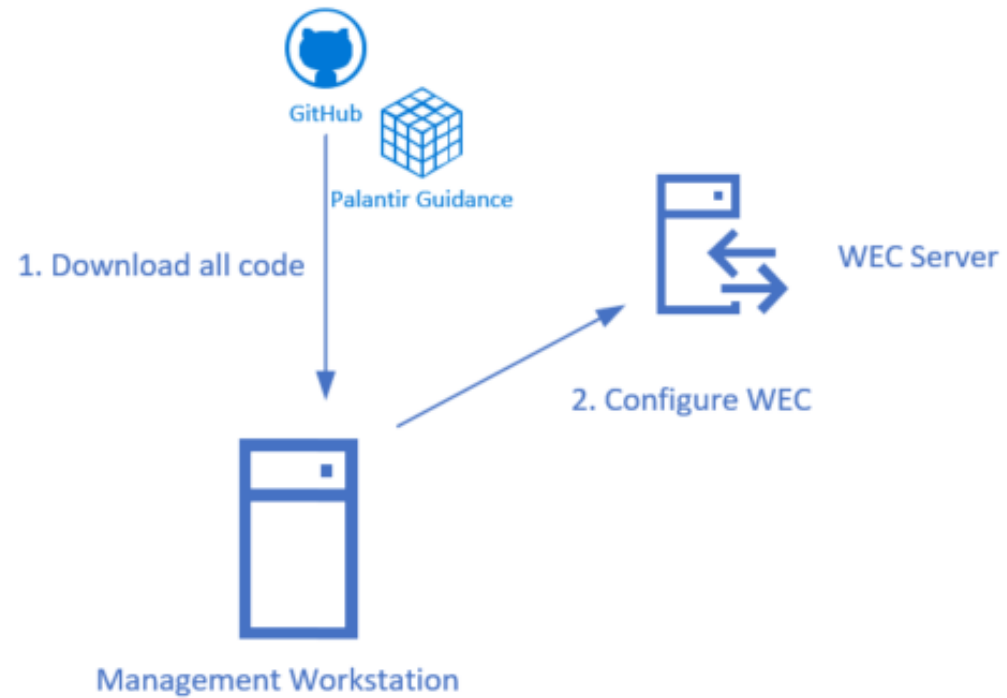 GitHub
Palantir Guidance
1. Download all code
WEC Server
2. Configure WEC
Management Workstation